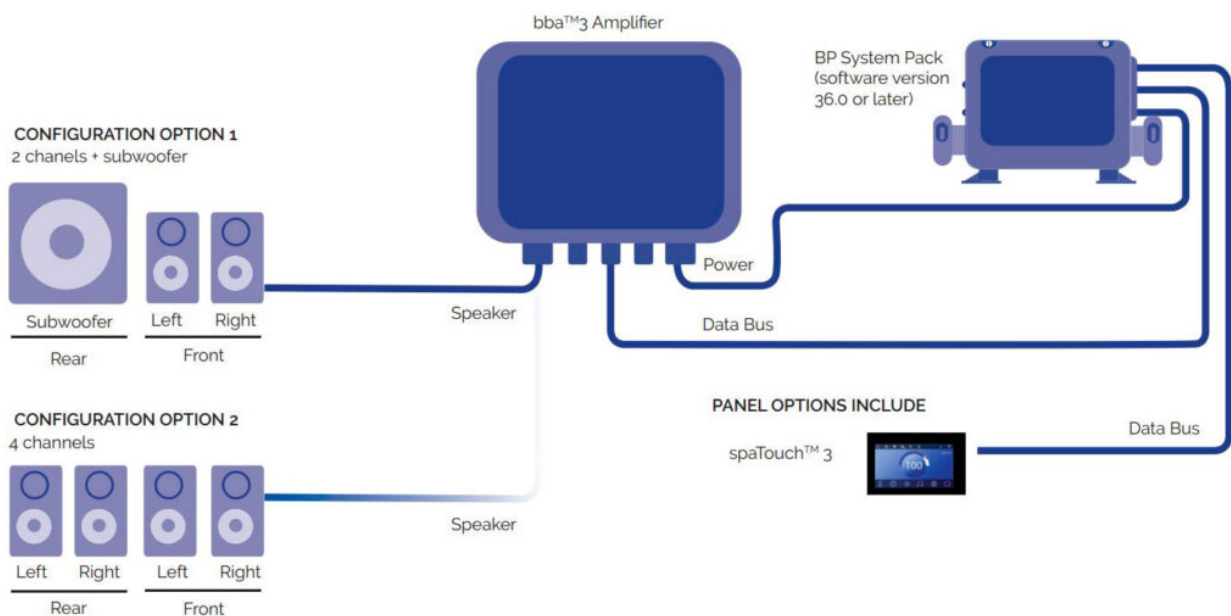 bba™3 Amplifier
BP System Pack
(software version
36.0 or later)
CONFIGURATION OPTION 1
2 chanels + subwoofer
Subwoofer
Left
Right
Rear
Front
Speaker
Power
Data Bus
CONFIGURATION OPTION 2
4 channels
Left
Right
Left
Right
Rear
Front
Speaker
PANEL OPTIONS INCLUDE
spaTouch™ 3
100
Data Bus